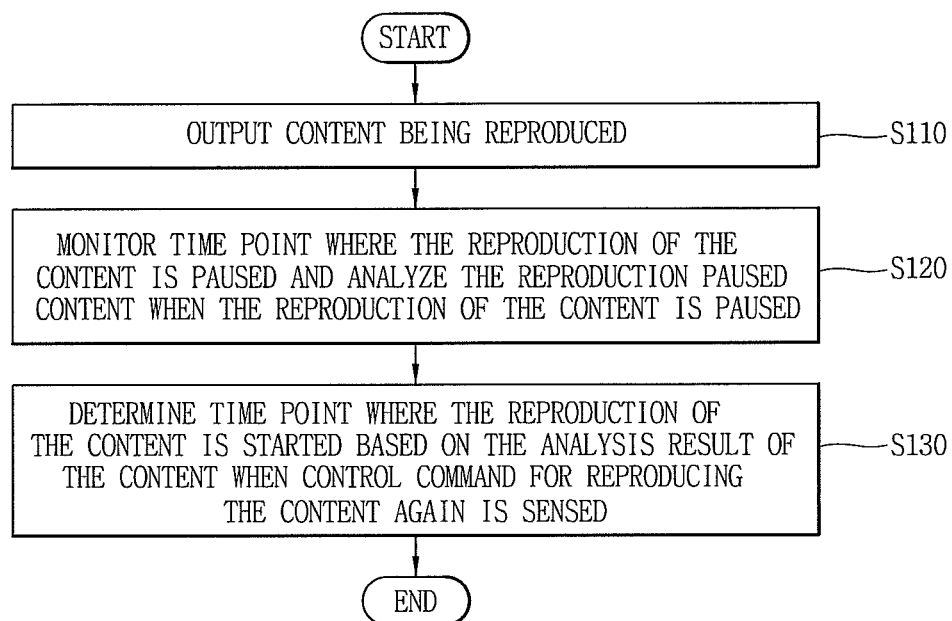 START
OUTPUT CONTENT BEING REPRODUCED
S110
MONITOR TIME POINT WHERE THE REPRODUCTION OF THE
CONTENT IS PAUSED AND ANALYZE THE REPRODUCTION PAUSED
CONTENT WHEN THE REPRODUCTION OF THE CONTENT IS PAUSED
S120
DETERMINE TIME POINT WHERE THE REPRODUCTION OF
THE CONTENT IS STARTED BASED ON THE ANALYSIS RESULT OF
THE CONTENT WHEN CONTROL COMMAND FOR REPRODUCING
THE CONTENT AGAIN IS SENSED
S130
END